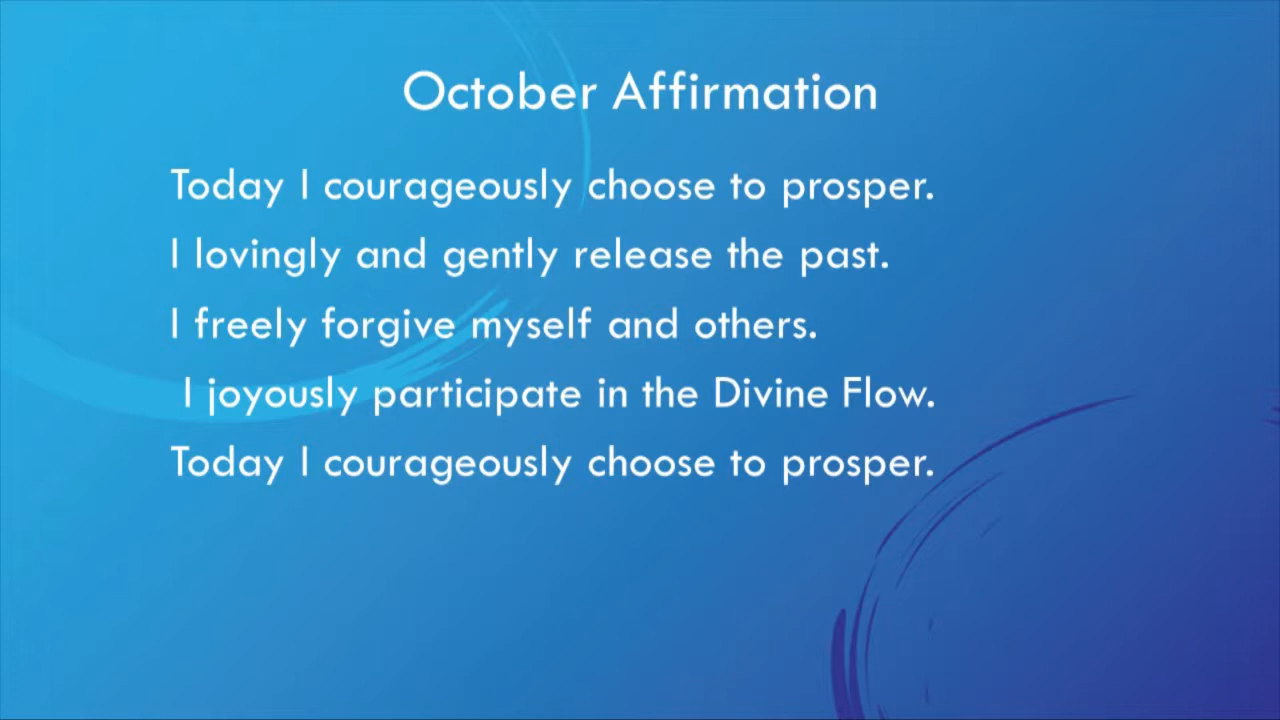 October Affirmation
Today I courageously choose to prosper.
I lovingly and gently release the past.
I freely forgive myself and others.
I joyously participate in the Divine Flow.
Today I courageously choose to prosper.